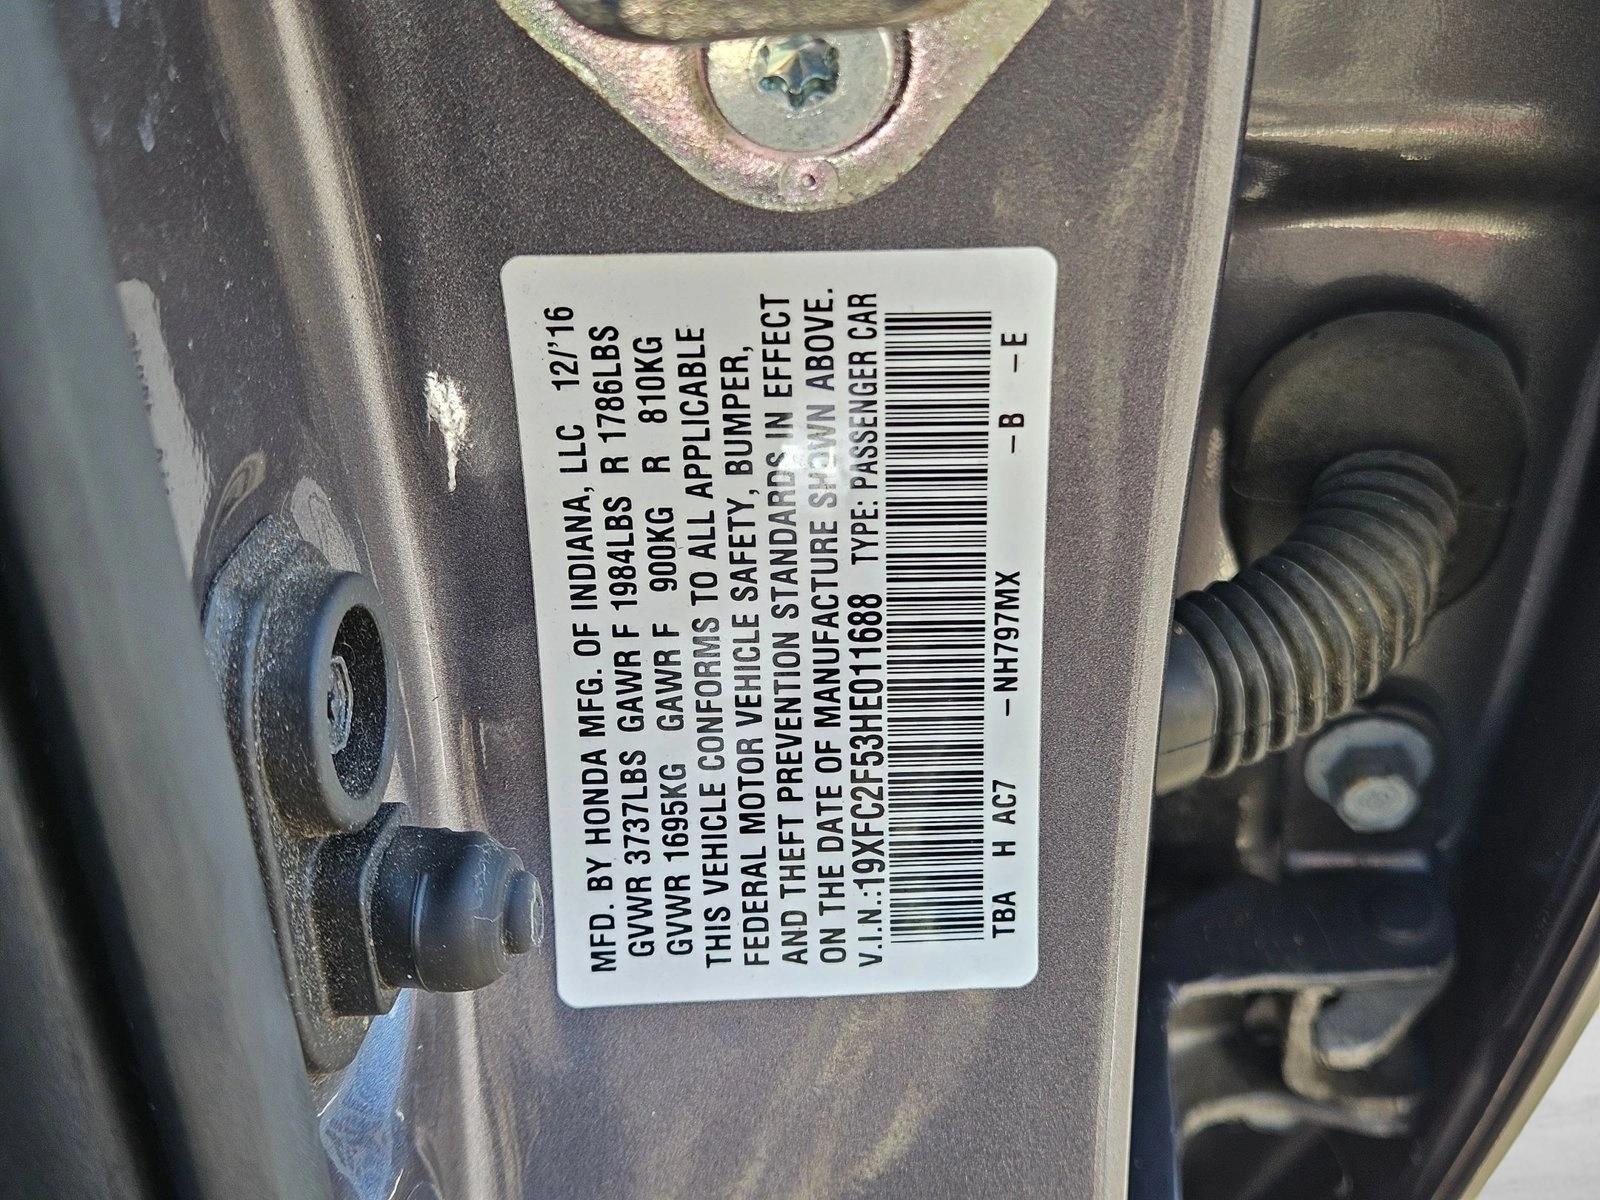 MFD. BY HONDA MFG. OF INDIANA, LLC 12/'16
GVWR 3737LBS GAWR F 1984LBS R 1786LBS
GVWR 1695KG GAWR F 900KG R 810KG
THIS VEHICLE CONFORMS TO ALL APPLICABLE
FEDERAL MOTOR VEHICLE SAFETY, BUMPER,
AND THEFT PREVENTION STANDARDS IN EFFECT
ON THE DATE OF MANUFACTURE SHOWN ABOVE.
V.I.N.:19XFC2F53HE011688 TYPE: PASSENGER CAR
TBA H AC7 -NH797MX -B -E